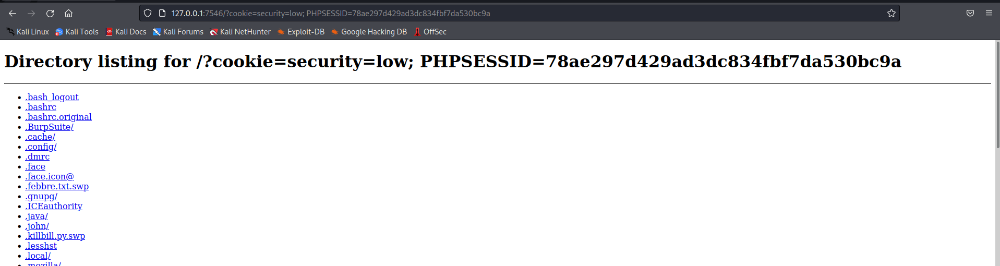 127.0.0.1:7546/?cookie=security=low; PHPSESSID=78ae297d429ad3dc834fbf7da530bc9a
Kali Linux Kali Tools Kali Docs Kali Forums Kali NetHunter Exploit-DB Google Hacking DB OffSec
Directory listing for /?cookie=security=low; PHPSESSID=78ae297d429ad3dc834fbf7da530bc9a
.bash_logout
.bashrc
.bashrc.original
.BurpSuite/
.cache/
.config/
.dmrc
.face
.face.icon@
.febbre.txt.swp
.gnupg/
.ICEauthority
.java/
.john/
.killbill.py.swp
.lesshst
.local/
.mozilla/